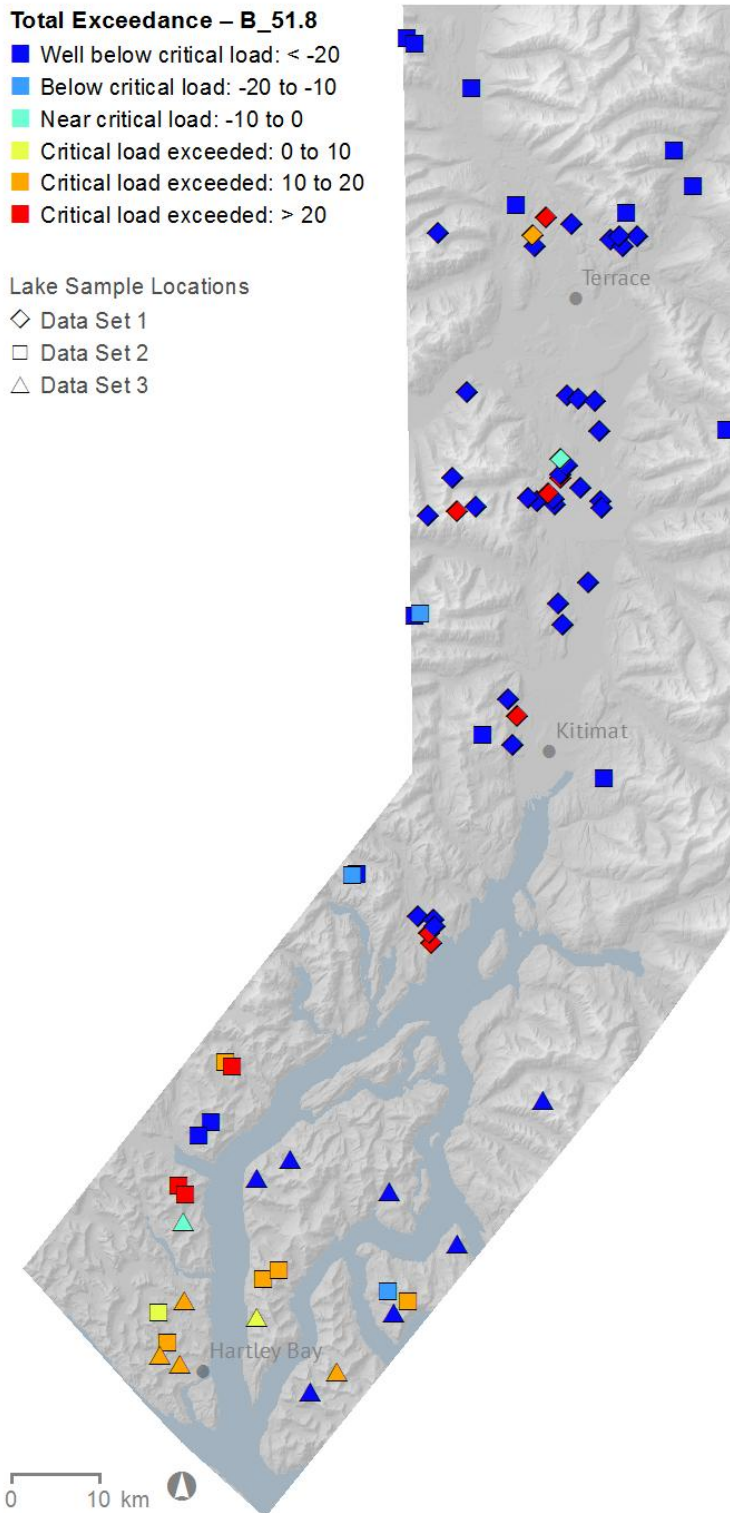 Total Exceedance – B_51.8
Well below critical load: < -20
Below critical load: -20 to -10
Near critical load: -10 to 0
Critical load exceeded: 0 to 10
Critical load exceeded: 10 to 20
Critical load exceeded: > 20
Lake Sample Locations
Data Set 1
Data Set 2
Data Set 3
Terrace
Kitimat
Hartley Bay
0 10 km